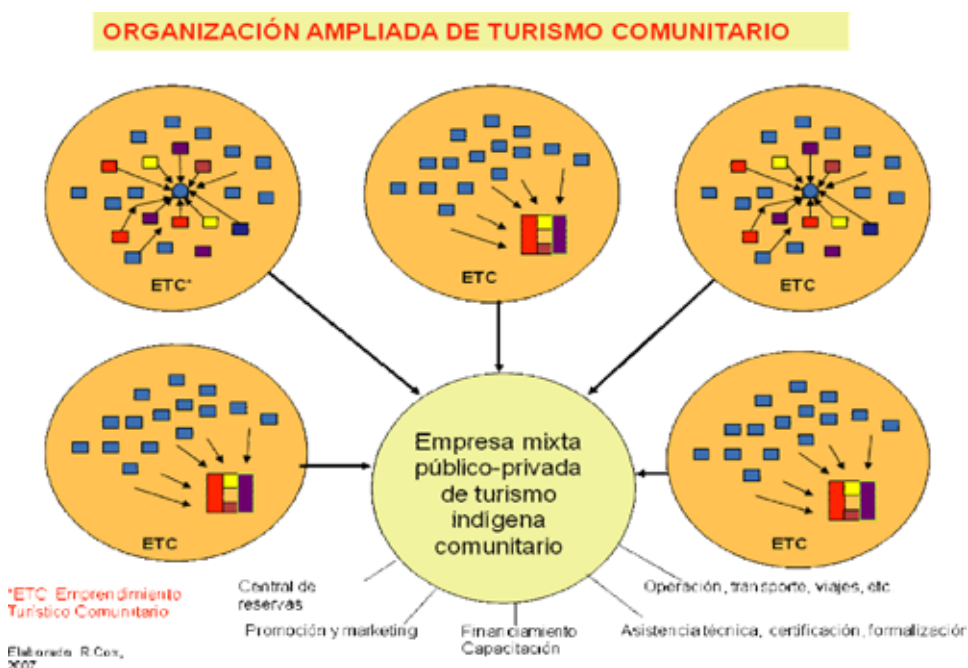 ORGANIZACIÓN AMPLIADA DE TURISMO COMUNITARIO
ETC*
ETC
ETC
ETC
ETC
Empresa mixta
público-privada
de turismo
indígena
comunitario
Central de
reservas
Promoción y marketing
Financiamiento
Capacitación
Operación, transporte, viajes, etc
Asistencia técnica, certificación, formalización
*ETC: Emprendimiento
Turístico Comunitario
Elaborado: R.Cox,
2007